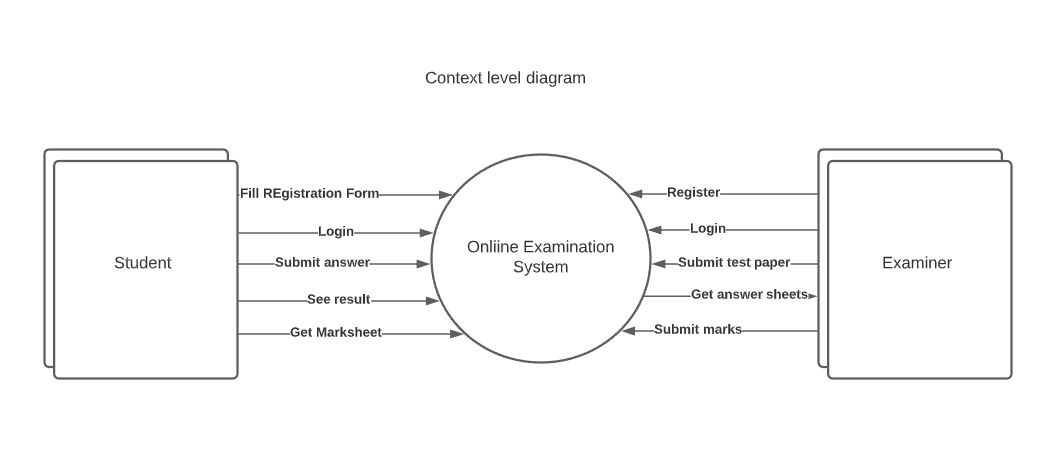 Context level diagram
Student
Fill REgistration Form
Login
Submit answer
See result
Get Marksheet
Onliine Examination
System
Register
Login
Submit test paper
Get answer sheets
Submit marks
Examiner